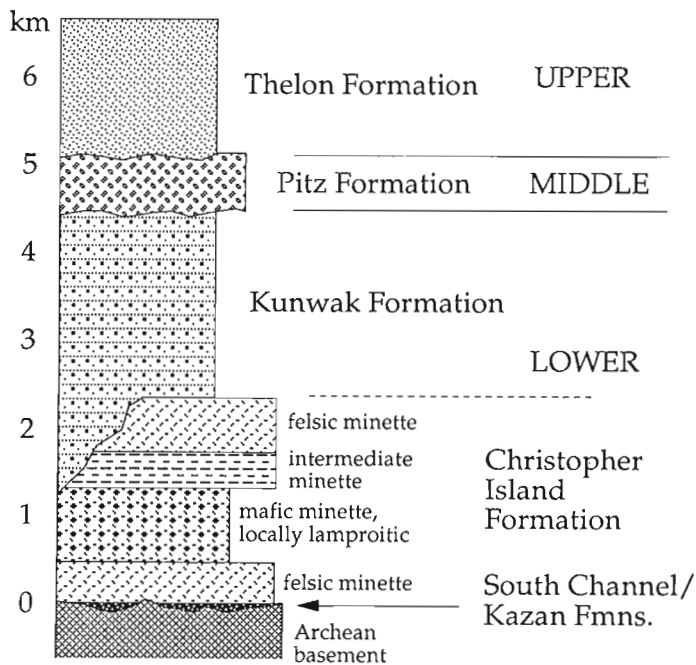 km
6
Thelon Formation
UPPER
5
Pitz Formation
MIDDLE
4
Kunwak Formation
3
LOWER
felsic minette
2
intermediate
minette
Christopher
Island
Formation
1
mafic minette,
locally lamproitic
felsic minette
South Channel/
Kazan Fmns.
0
Archean
basement